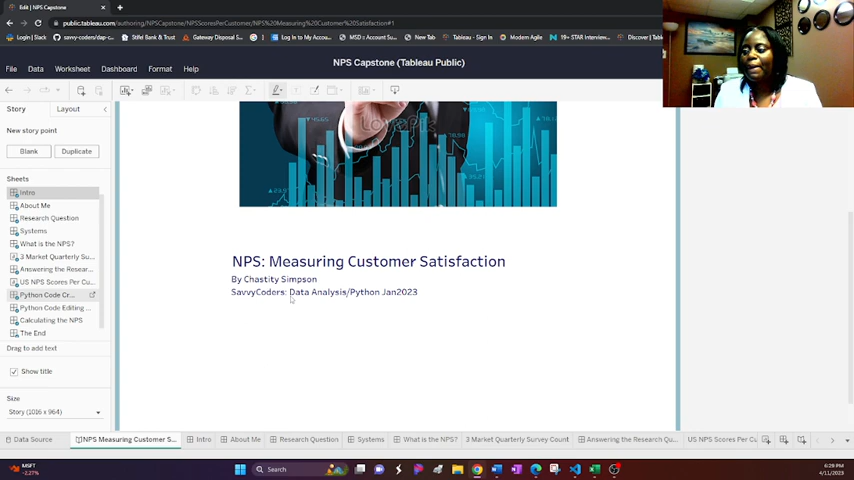 Edit | NPS Capstone
public.tableau.com/authoring/NPSScoresPerCustomer/NPS%20Measuring%20Customer%20Satisfaction#1
Login | Slack
savvy-coders/dap-c...
Stifel Bank & Trust
Gateway Disposal S...
Log In to My Accou...
MSD :: Account Su...
Tableau - Sign In
Modern Agile
19+ STAR Interview...
Discover | Table
File Data Worksheet Dashboard Format Help
NPS Capstone (Tableau Public)
Story Layout
New story point
Blank Duplicate
Sheets
Intro
About Me
Research Question
Systems
What is the NPS?
3 Market Quarterly Su...
Answering the Resear...
US NPS Scores Per Cu...
Python Code Cr...
Python Code Editing ...
Calculating the NPS
The End
Drag to add text
Show title
Size
Story (1016 x 964)
NPS: Measuring Customer Satisfaction
By Chastity Simpson
SavvyCoders: Data Analysis/Python Jan2023
Data Source
NPS Measuring Customer S...
Intro
About Me
Research Question
Systems
What is the NPS?
3 Market Quarterly Survey Count
Answering the Research Qu...
US NPS Scores Per Cu
MSFT
-2.27%
Search
6:29 PM
4/11/2023